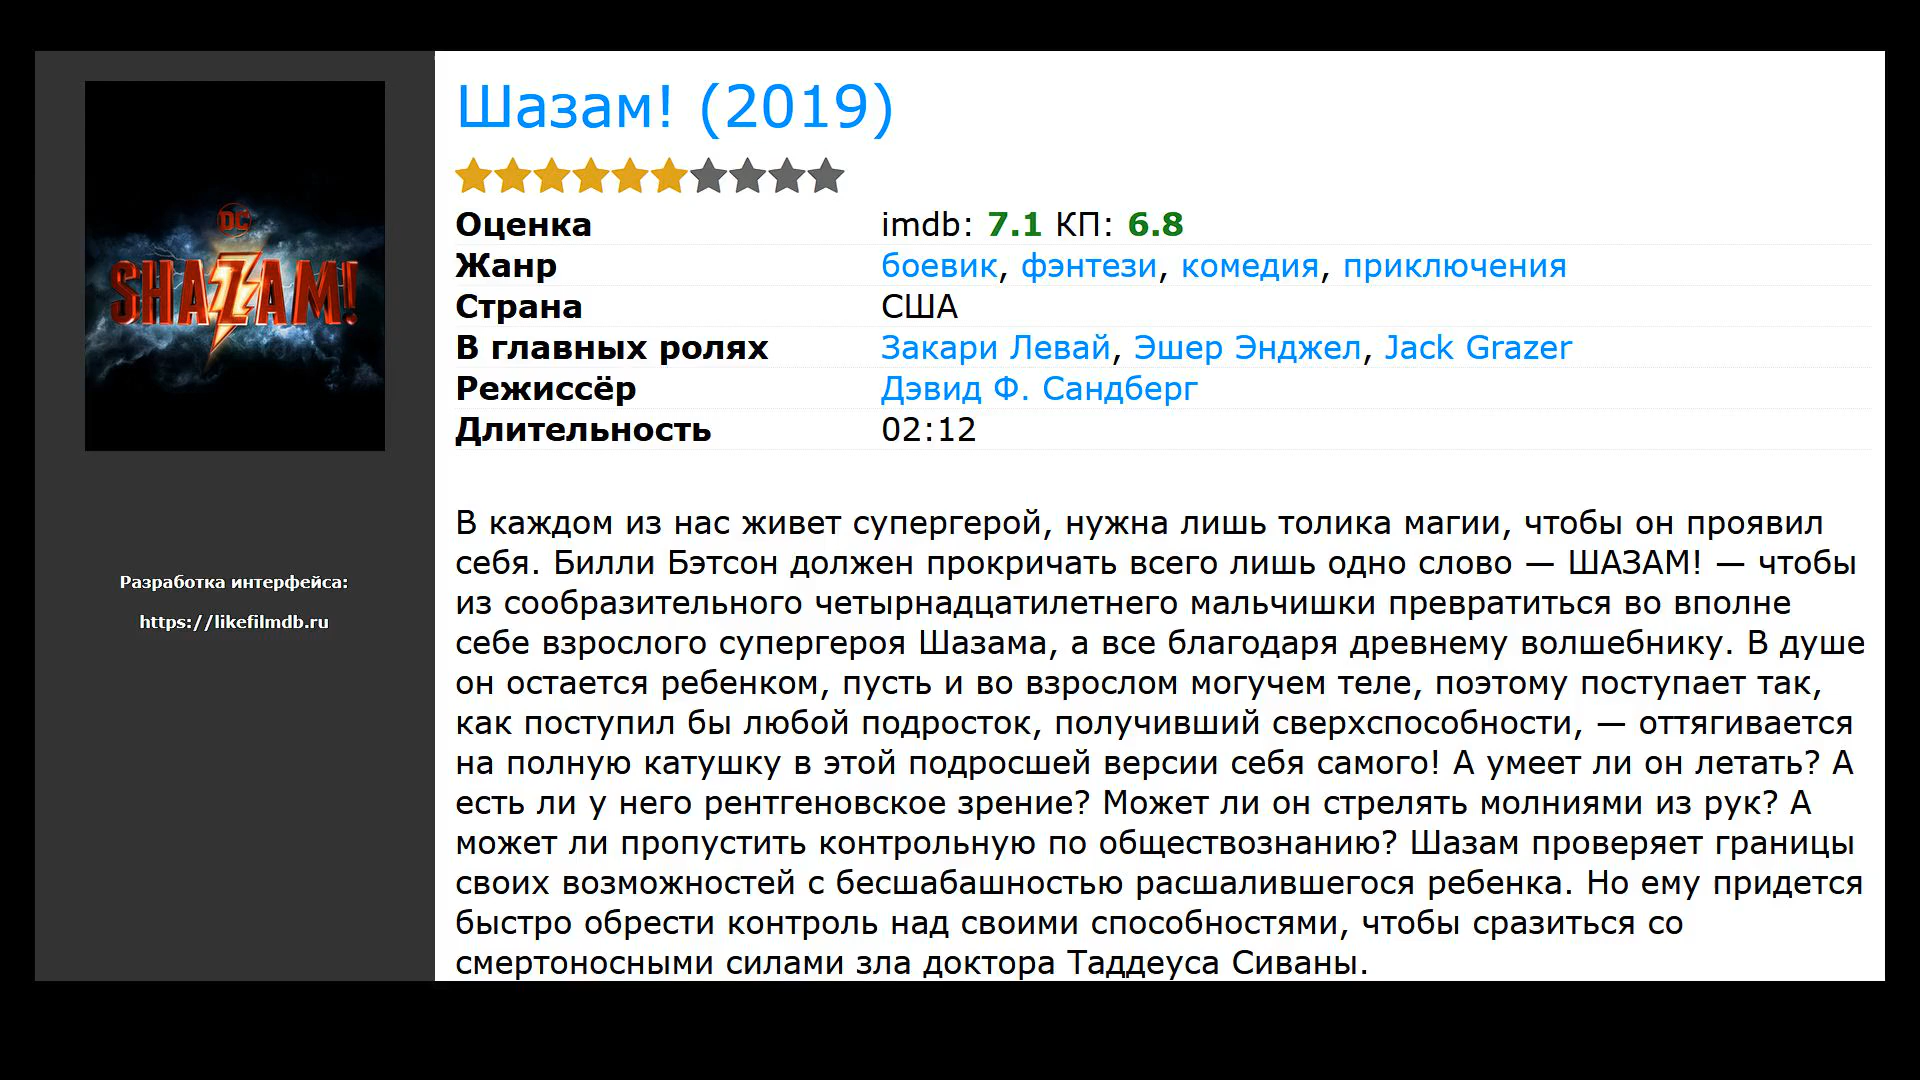 DC
SHAZAM!
Разработка интерфейса:
https://likefilmdb.ru
Шазам! (2019)
Оценка imdb: 7.1 КП: 6.8
Жанр боевик, фэнтези, комедия, приключения
Страна США
В главных ролях Закари Левай, Эшер Энджел, Jack Grazer
Режиссёр Дэвид Ф. Сандберг
Длительность 02:12
В каждом из нас живет супергерой, нужна лишь толика магии, чтобы он проявил
себя. Билли Бэтсон должен прокричать всего лишь одно слово — ШАЗАМ! — чтобы
из сообразительного четырнадцатилетнего мальчишки превратиться во вполне
себе взрослого супергероя Шазама, а все благодаря древнему волшебнику. В душе
он остается ребенком, пусть и во взрослом могучем теле, поэтому поступает так,
как поступил бы любой подросток, получивший сверхспособности, — оттягивается
на полную катушку в этой подросшей версии себя самого! А умеет ли он летать? А
есть ли у него рентгеновское зрение? Может ли он стрелять молниями из рук? А
может ли пропустить контрольную по обществознанию? Шазам проверяет границы
своих возможностей с бесшабашностью расшалившегося ребенка. Но ему придется
быстро обрести контроль над своими способностями, чтобы сразиться со
смертоносными силами зла доктора Таддеуса Сиваны.